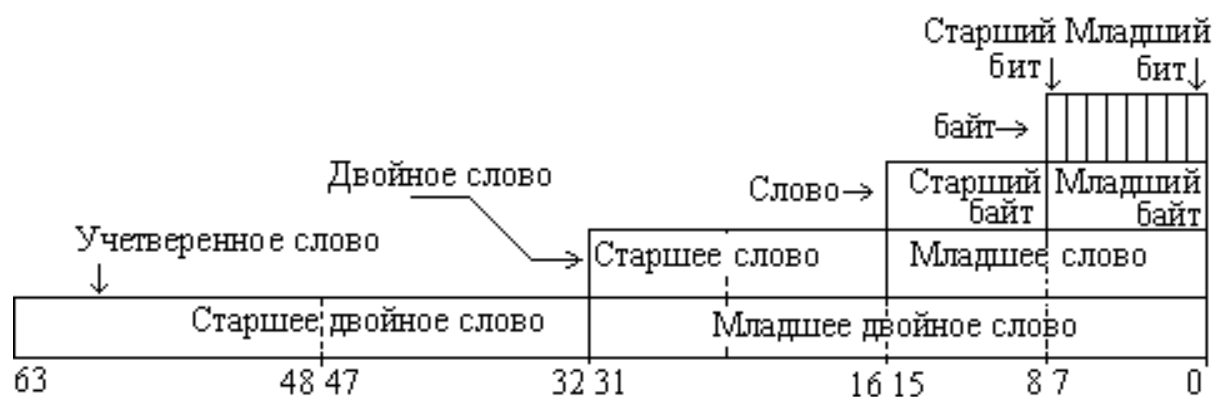 Старший Младший
бит бит
байт
Двойное слово
Слово
Старший Младший
байт байт
Учетверенное слово
Старшее слово Младшее слово
Старшее двойное слово Младшее двойное слово
63 48 47 32 31 16 15 8 7 0